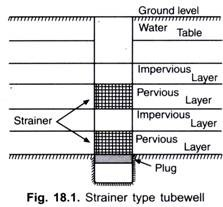 Ground level
Water
Table
Impervious
Layer
Pervious
Layer
Strainer
Impervious
Layer
Pervious
Layer
Plug
Fig. 18.1. Strainer type tubewell